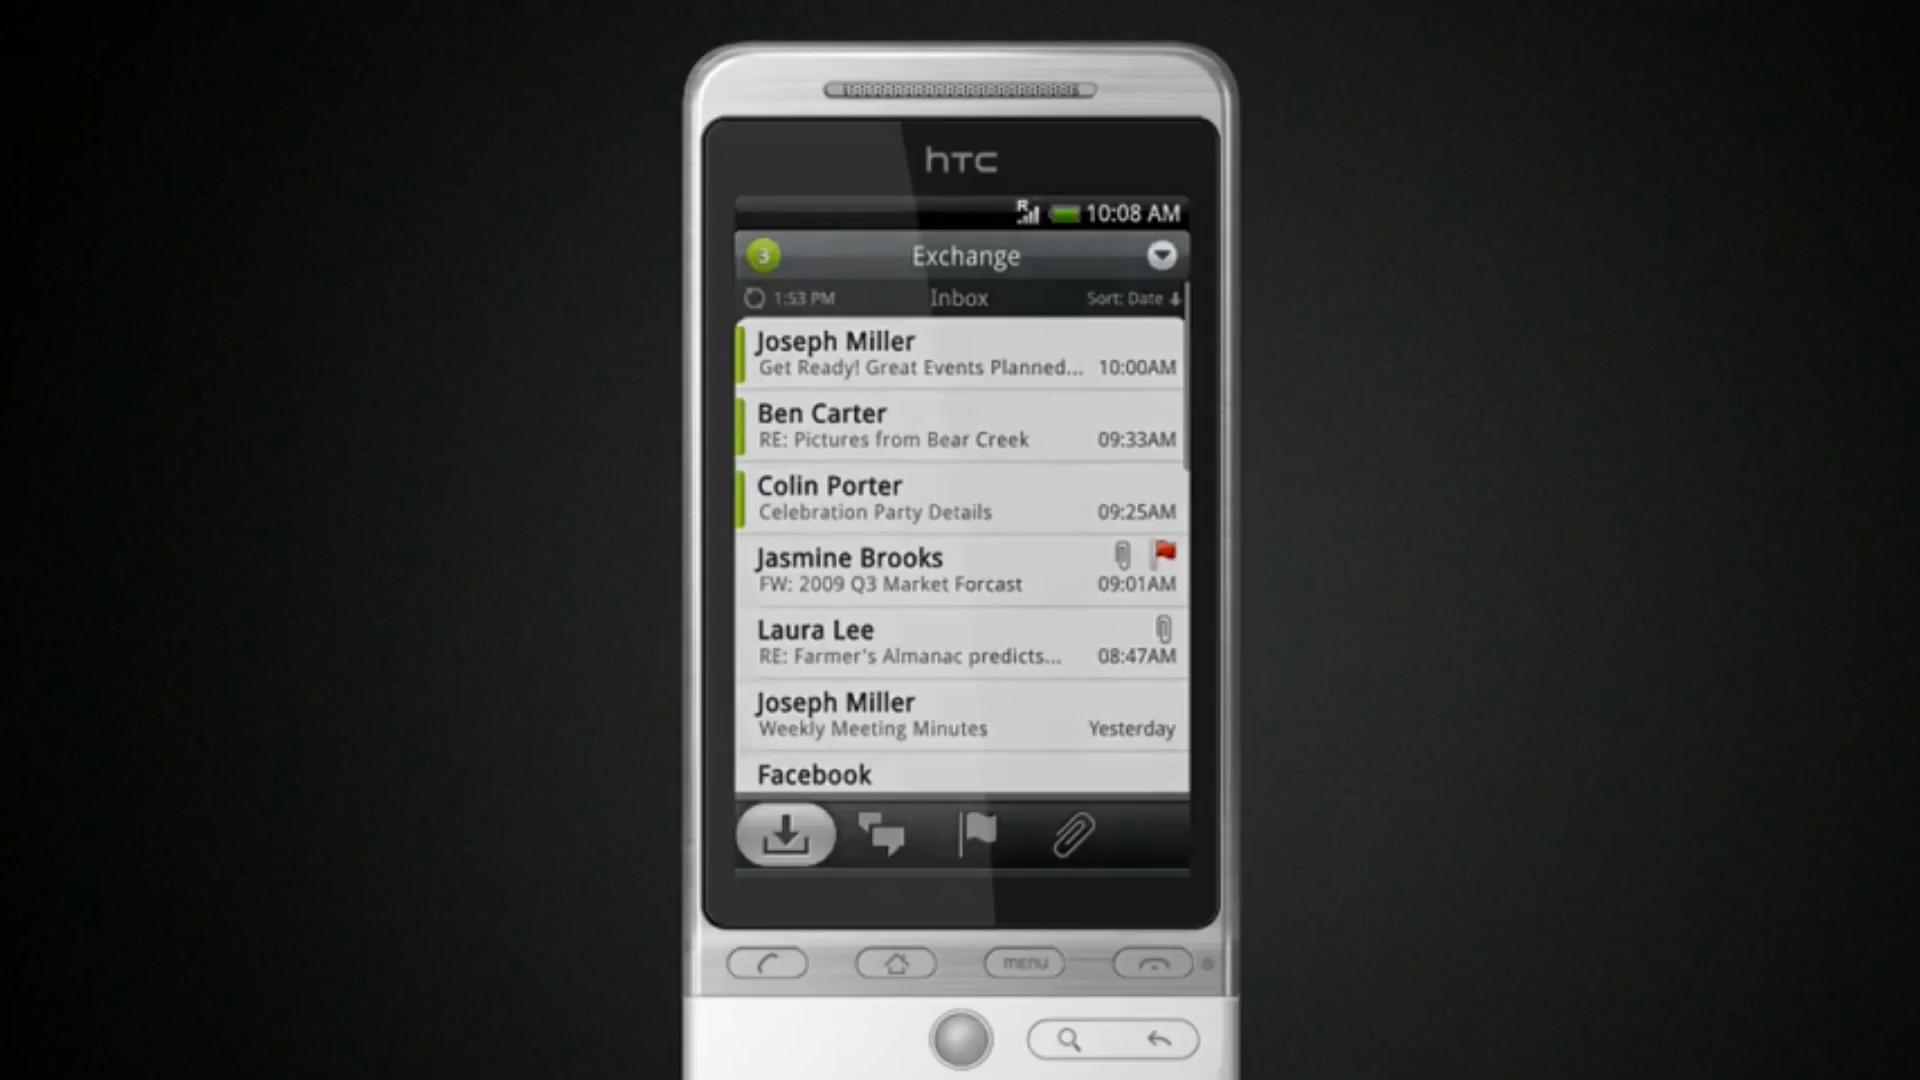 hTC
R 10:08 AM
3 Exchange
1:53 PM Inbox Sort: Date
Joseph Miller
Get Ready! Great Events Planned... 10:00AM
Ben Carter
RE: Pictures from Bear Creek 09:33AM
Colin Porter
Celebration Party Details 09:25AM
Jasmine Brooks
FW: 2009 Q3 Market Forcast 09:01AM
Laura Lee
RE: Farmer's Almanac predicts... 08:47AM
Joseph Miller
Weekly Meeting Minutes Yesterday
Facebook
menu